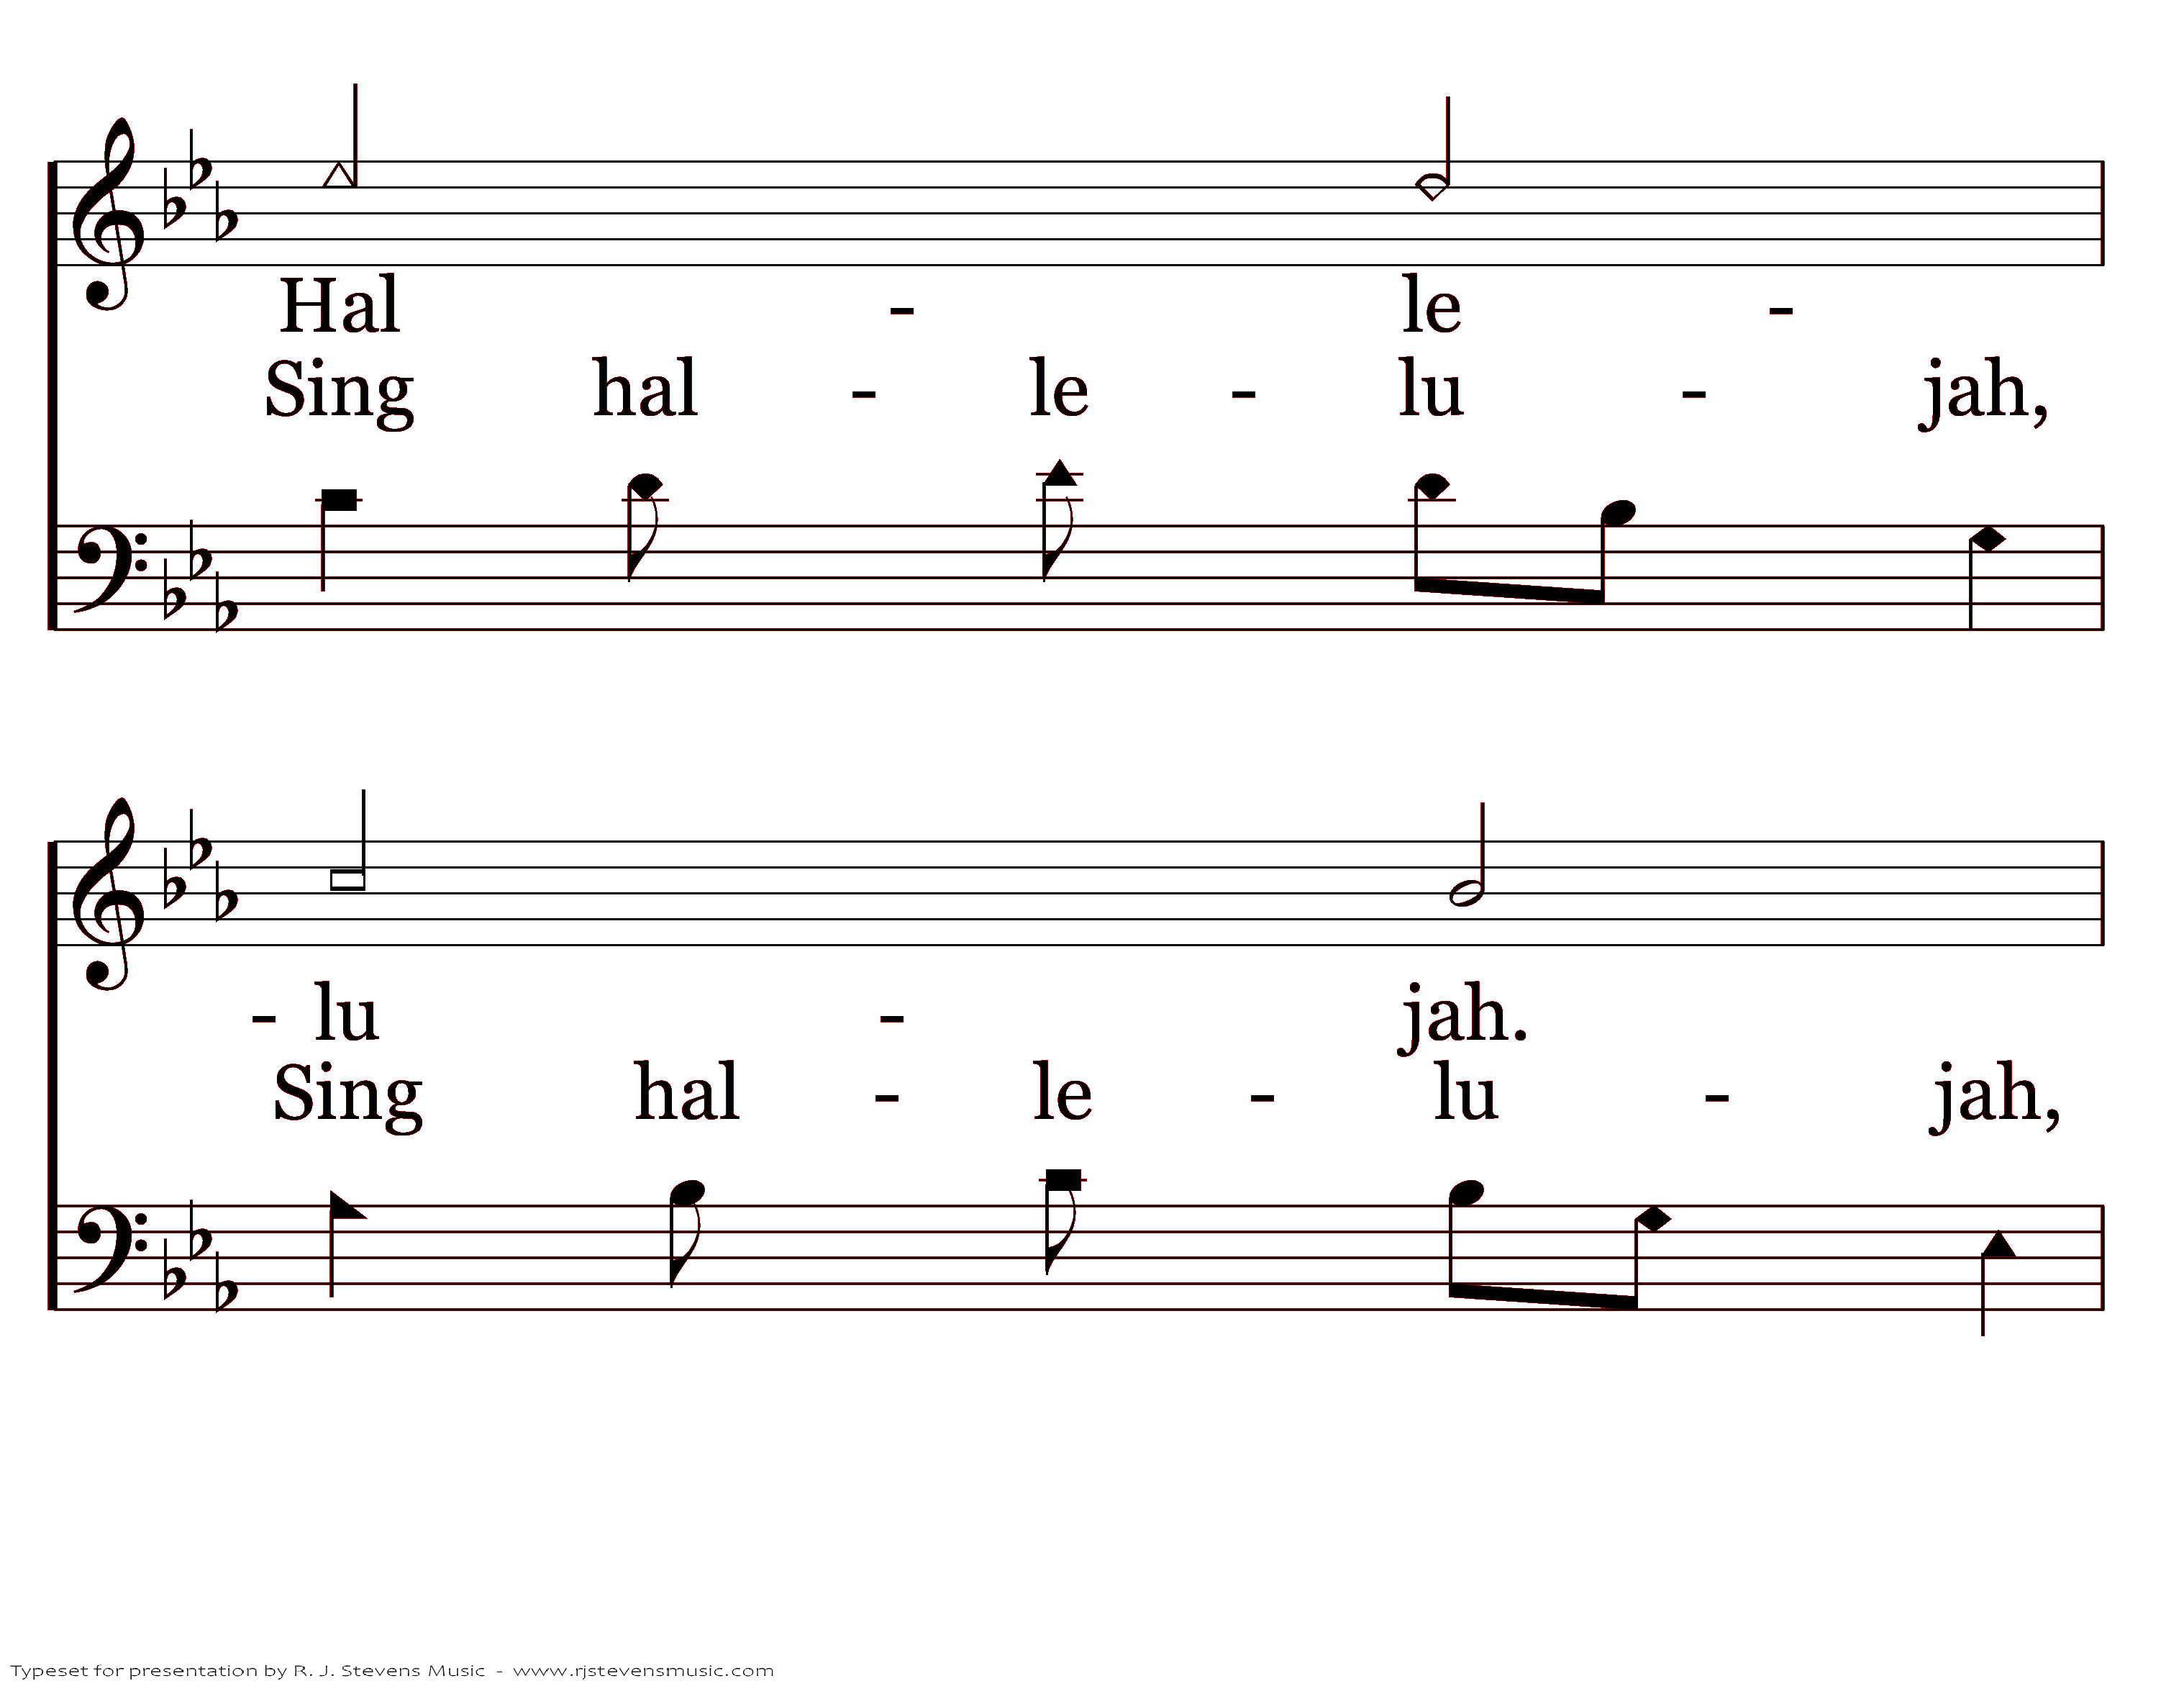 Hal - le -
Sing hal - le - lu - jah,
- lu - jah.
Sing hal - le - lu - jah,
Typeset for presentation by R. J. Stevens Music - www.rjstevensmusic.com